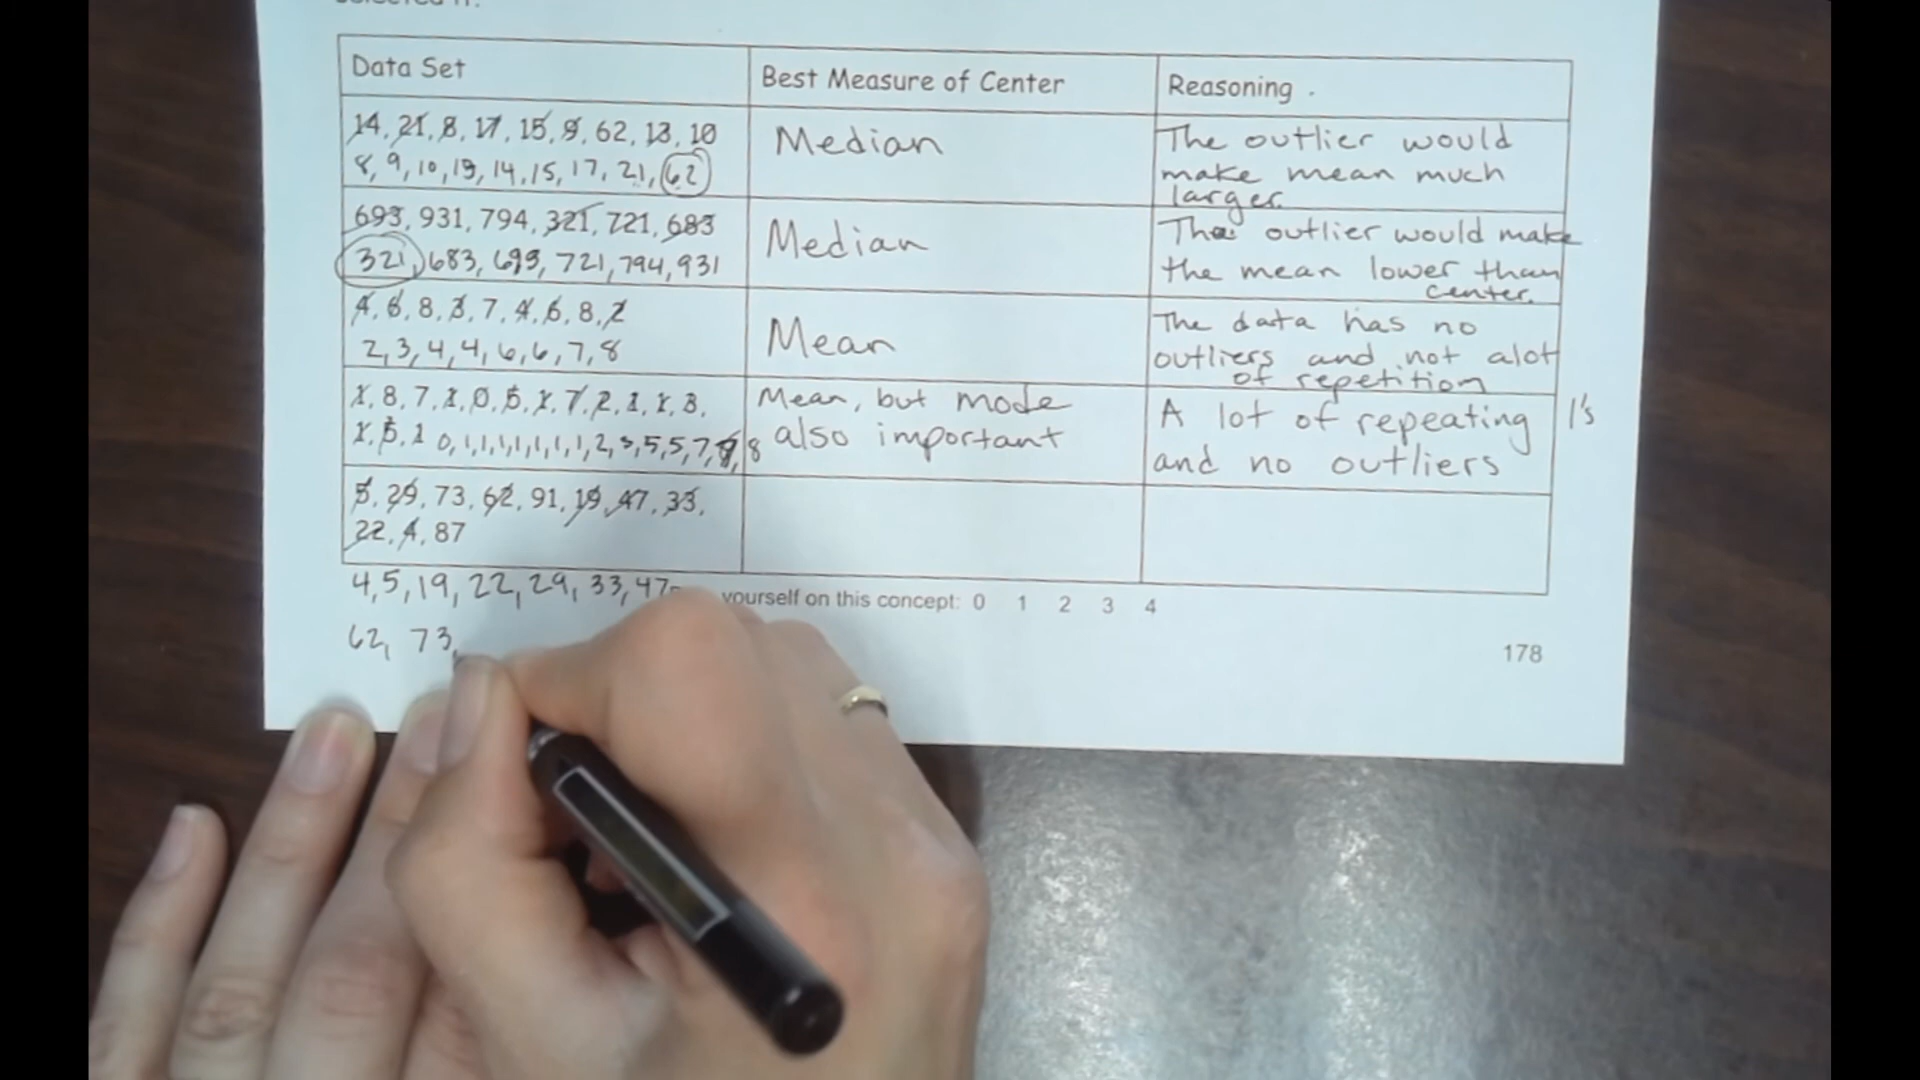 Data Set
Best Measure of Center
Reasoning
14, 21, 8, 17, 15, 9, 62, 13, 10
8, 9, 10, 13, 14, 15, 17, 21, 62
Median
The outlier would
make mean much
larger.
693, 931, 794, 321, 721, 683
321, 683, 693, 721, 794, 931
Median
The outlier would make
the mean lower than
center.
4, 6, 8, 3, 7, 4, 6, 8, 2
2, 3, 4, 4, 6, 6, 7, 8
Mean
The data has no
outliers and not alot
of repetition
1, 8, 7, 1, 0, 5, 1, 7, 2, 1, 1, 3,
1, 5, 1
0, 1, 1, 1, 1, 1, 1, 1, 2, 3, 5, 5, 7, 8, 8
Mean, but mode
also important
A lot of repeating 1's
and no outliers
5, 29, 73, 62, 91, 19, 47, 33,
22, 4, 87
4, 5, 19, 22, 29, 33, 47
62, 73,
yourself on this concept: 0 1 2 3 4
178